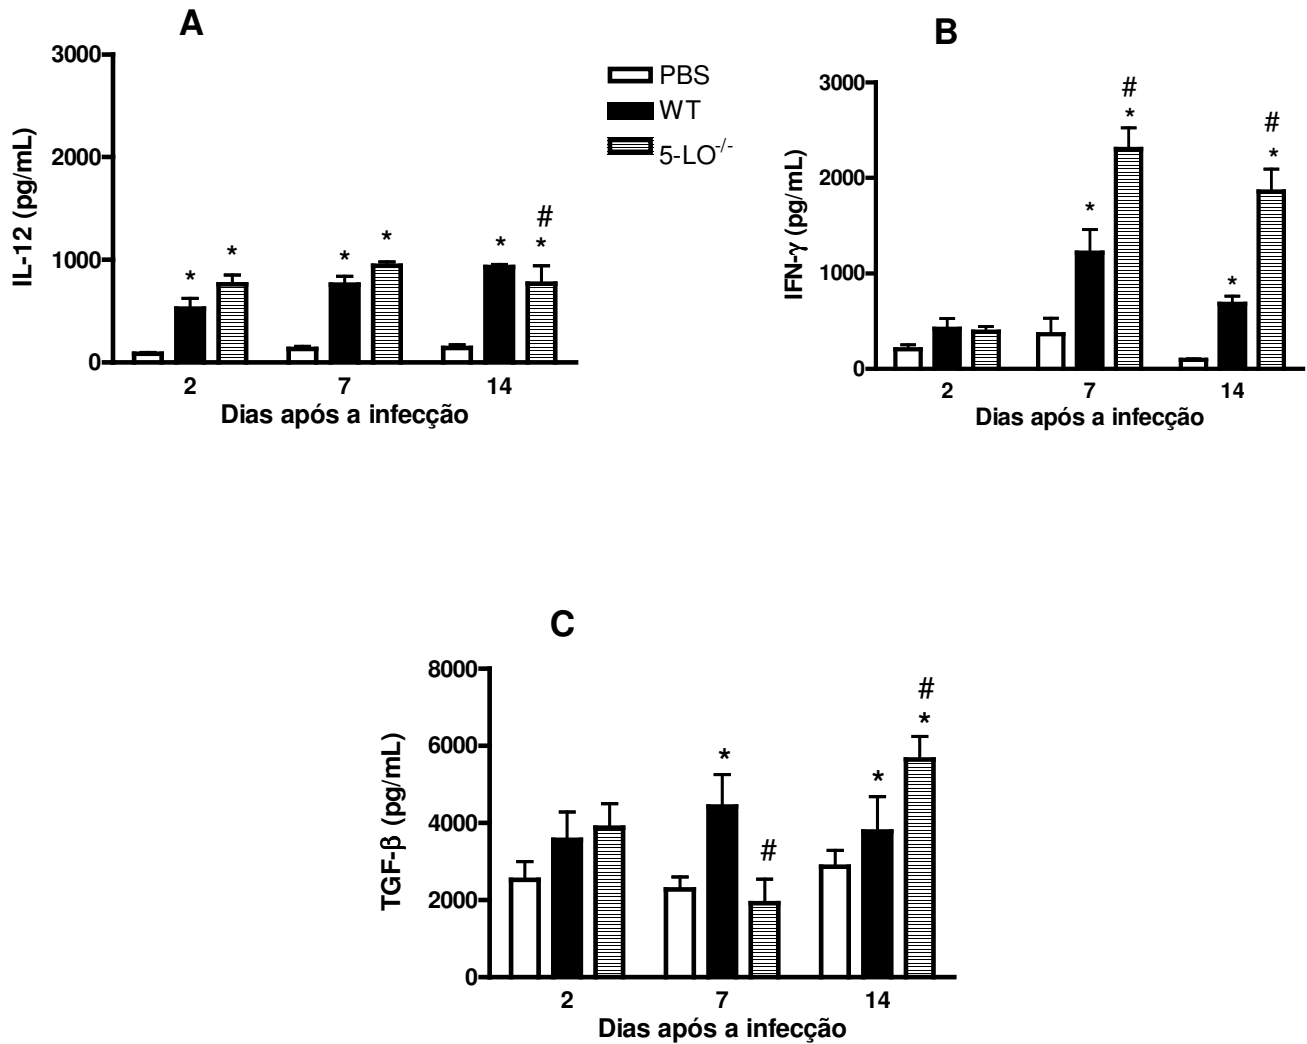 A
3000
2000
1000
0
IL-12 (pg/mL)
* * * * * * #
2 7 14
Dias após a infecção
PBS
WT
5-LO-/-
B
3000
2000
1000
0
IFN-γ (pg/mL)
* # * * # *
2 7 14
Dias após a infecção
C
8000
6000
4000
2000
0
TGF-β (pg/mL)
* # * # *
2 7 14
Dias após a infecção